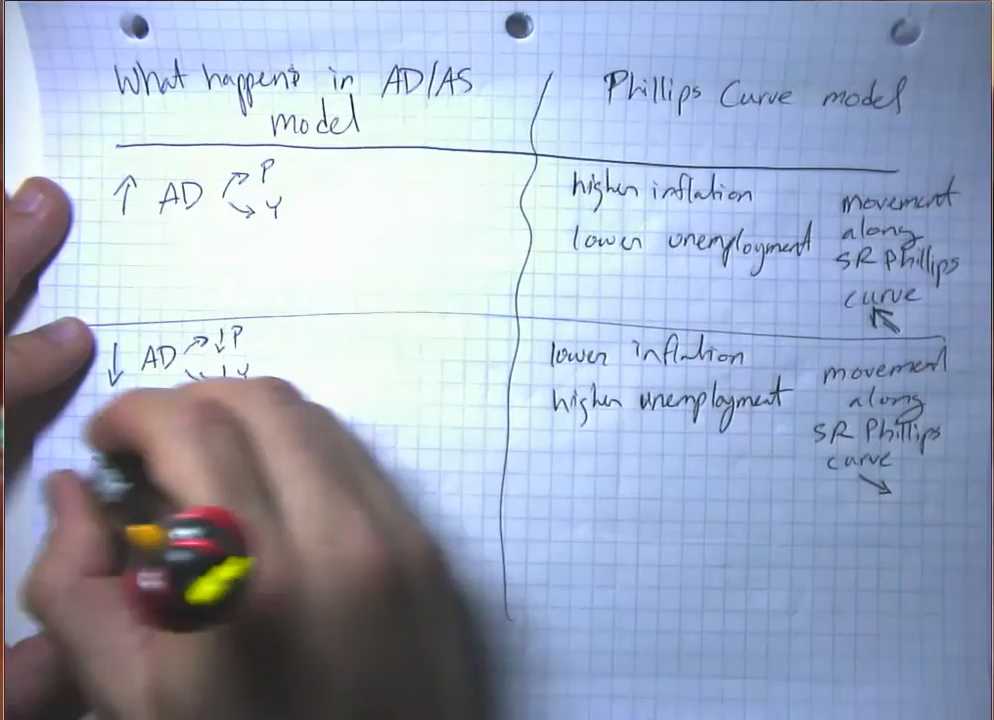 What happens in AD/AS
model
Phillips Curve model
↑ AD ↗ P
↘ Y
higher inflation
lower unemployment
movement
along
SR Phillips
curve
↖
↓ AD ↗ ↓P
↘ ↓Y
lower inflation
higher unemployment
movement
along
SR Phillips
curve
↘